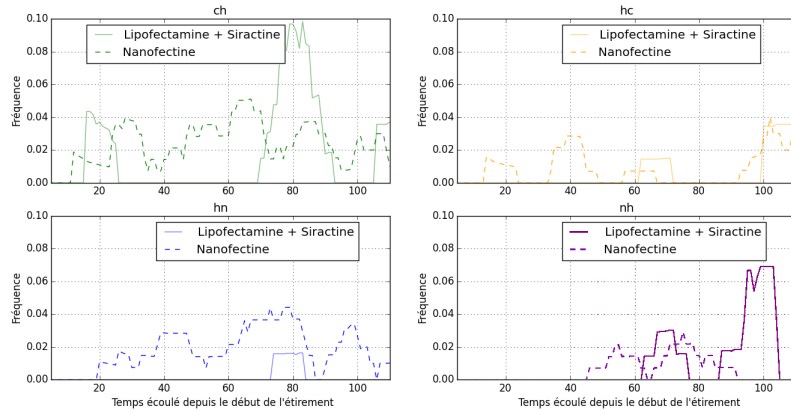 ch
hc
0.10
0.08
0.06
0.04
0.02
0.00
Fréquence
20 40 60 80 100
Lipofectamine + Siractine
Nanofectine
0.10
0.08
0.06
0.04
0.02
0.00
Fréquence
20 40 60 80 100
Lipofectamine + Siractine
Nanofectine
hn
nh
0.10
0.08
0.06
0.04
0.02
0.00
Fréquence
20 40 60 80 100
Lipofectamine + Siractine
Nanofectine
Temps écoulé depuis le début de l'étirement
0.10
0.08
0.06
0.04
0.02
0.00
Fréquence
20 40 60 80 100
Lipofectamine + Siractine
Nanofectine
Temps écoulé depuis le début de l'étirement